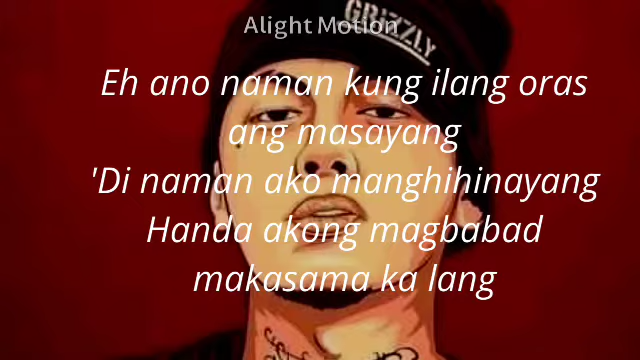 Alight Motion
GRIZZLY
Eh ano naman kung ilang oras
ang masayang
'Di naman ako manghihinayang
Handa akong magbabad
makasama ka lang